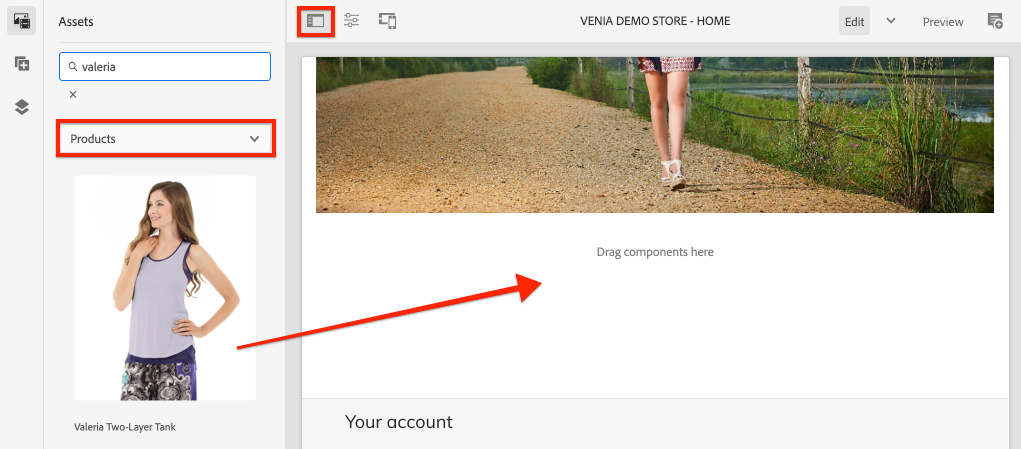 Assets
VENIA DEMO STORE - HOME
Edit
Preview
valeria
Products
Drag components here
Valeria Two-Layer Tank
Your account